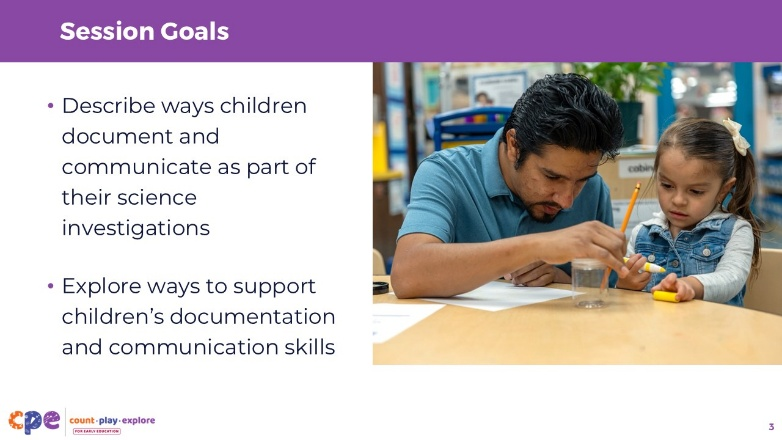 Session Goals
• Describe ways children
document and
communicate as part of
their science
investigations
• Explore ways to support
children’s documentation
and communication skills
cpe
count·play·explore
FOR EARLY EDUCATION
3